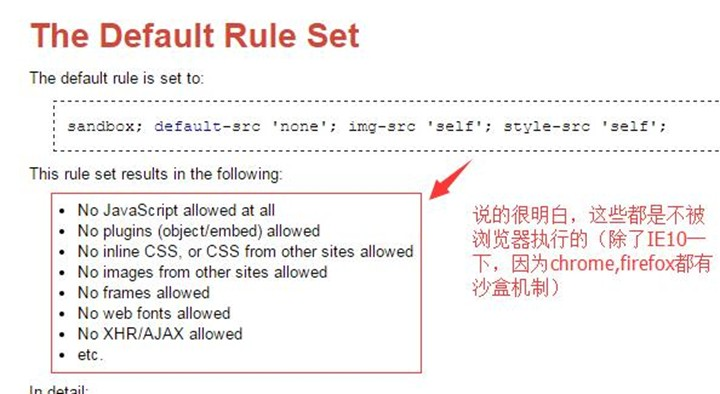 The Default Rule Set
The default rule is set to:
sandbox; default-src 'none'; img-src 'self'; style-src 'self';
This rule set results in the following:
• No JavaScript allowed at all
• No plugins (object/embed) allowed
• No inline CSS, or CSS from other sites allowed
• No images from other sites allowed
• No frames allowed
• No web fonts allowed
• No XHR/AJAX allowed
• etc.
说的很明白，这些都是不被
浏览器执行的（除了IE10一
下，因为chrome,firefox都有
沙盒机制）
In detail: